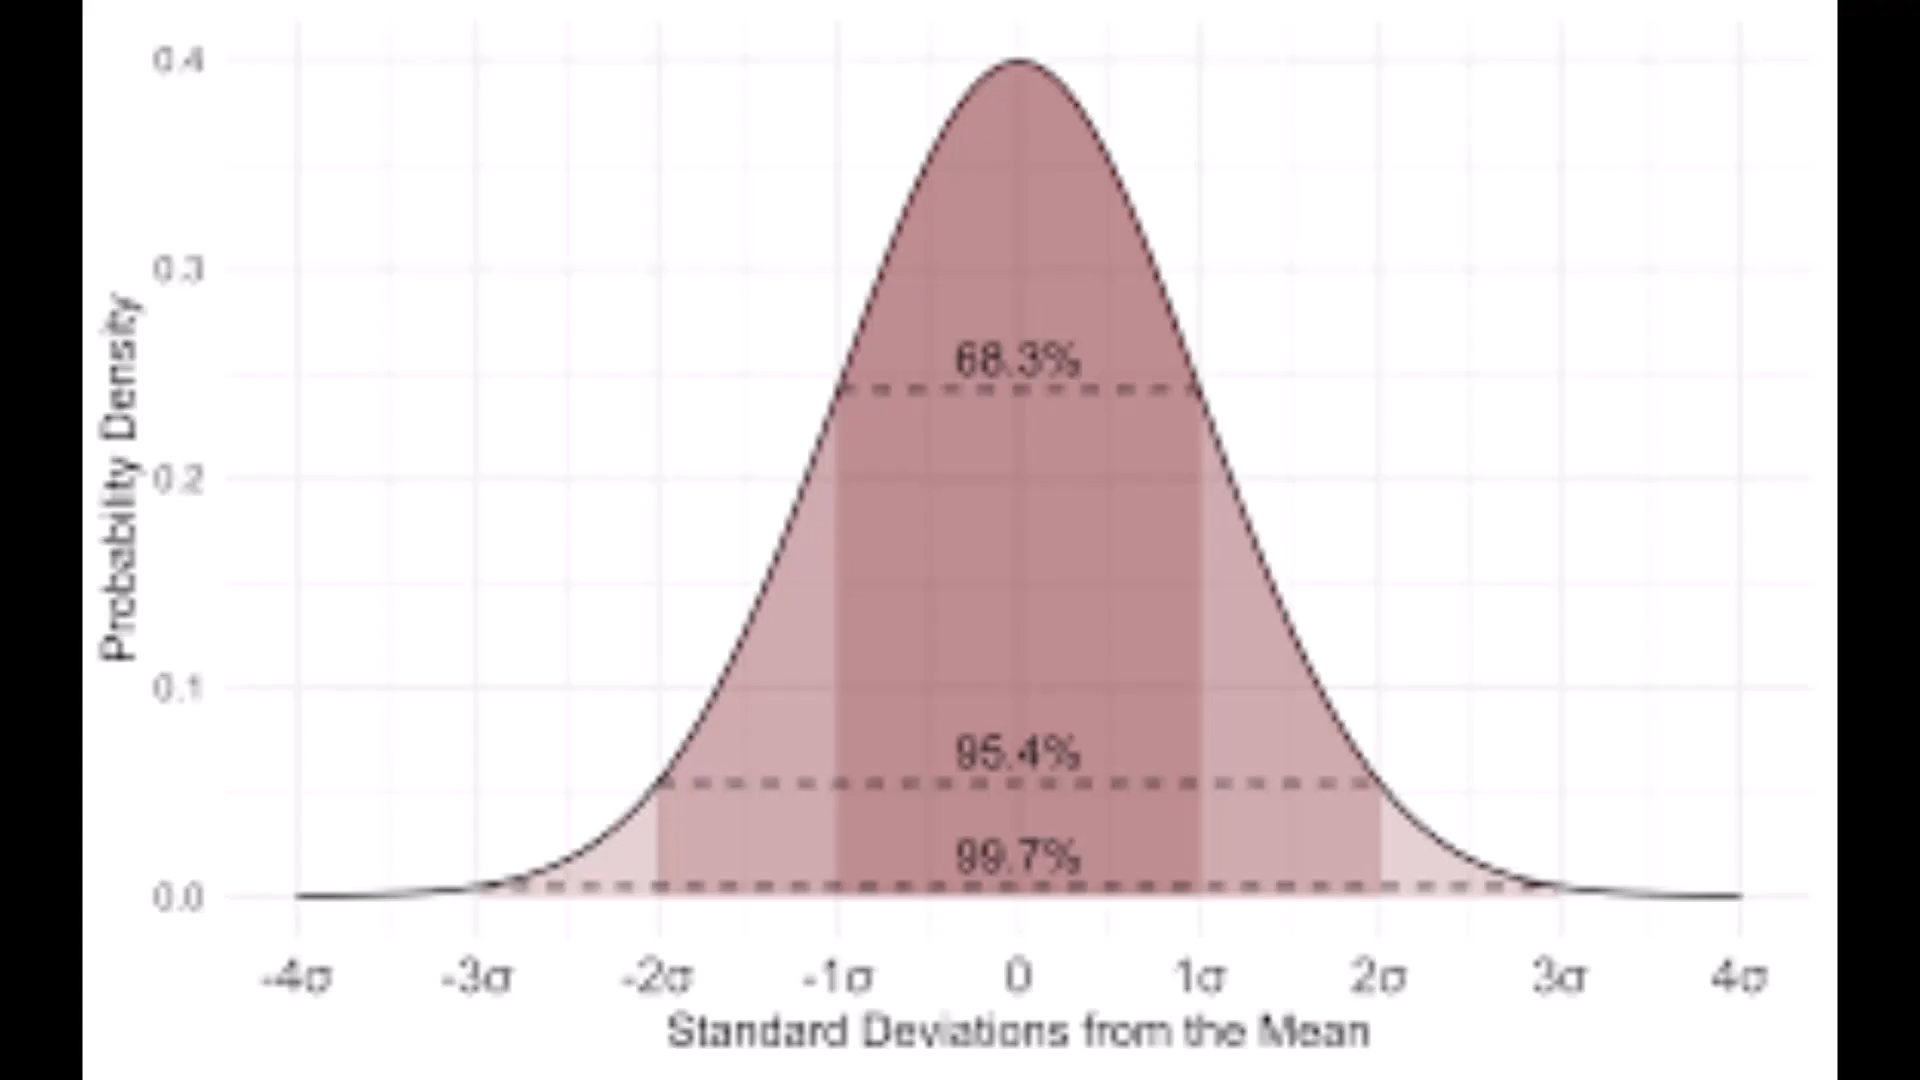 0.4
0.3
0.2
0.1
0.0
Probability Density
68.3%
95.4%
99.7%
-4σ -3σ -2σ -1σ 0 1σ 2σ 3σ 4σ
Standard Deviations from the Mean